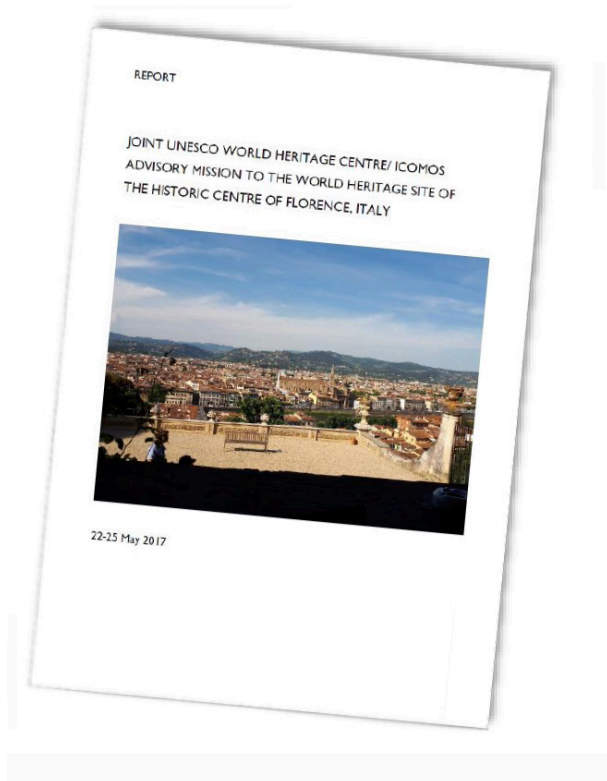 REPORT
JOINT UNESCO WORLD HERITAGE CENTRE/ ICOMOS
ADVISORY MISSION TO THE WORLD HERITAGE SITE OF
THE HISTORIC CENTRE OF FLORENCE, ITALY
22-25 May 2017